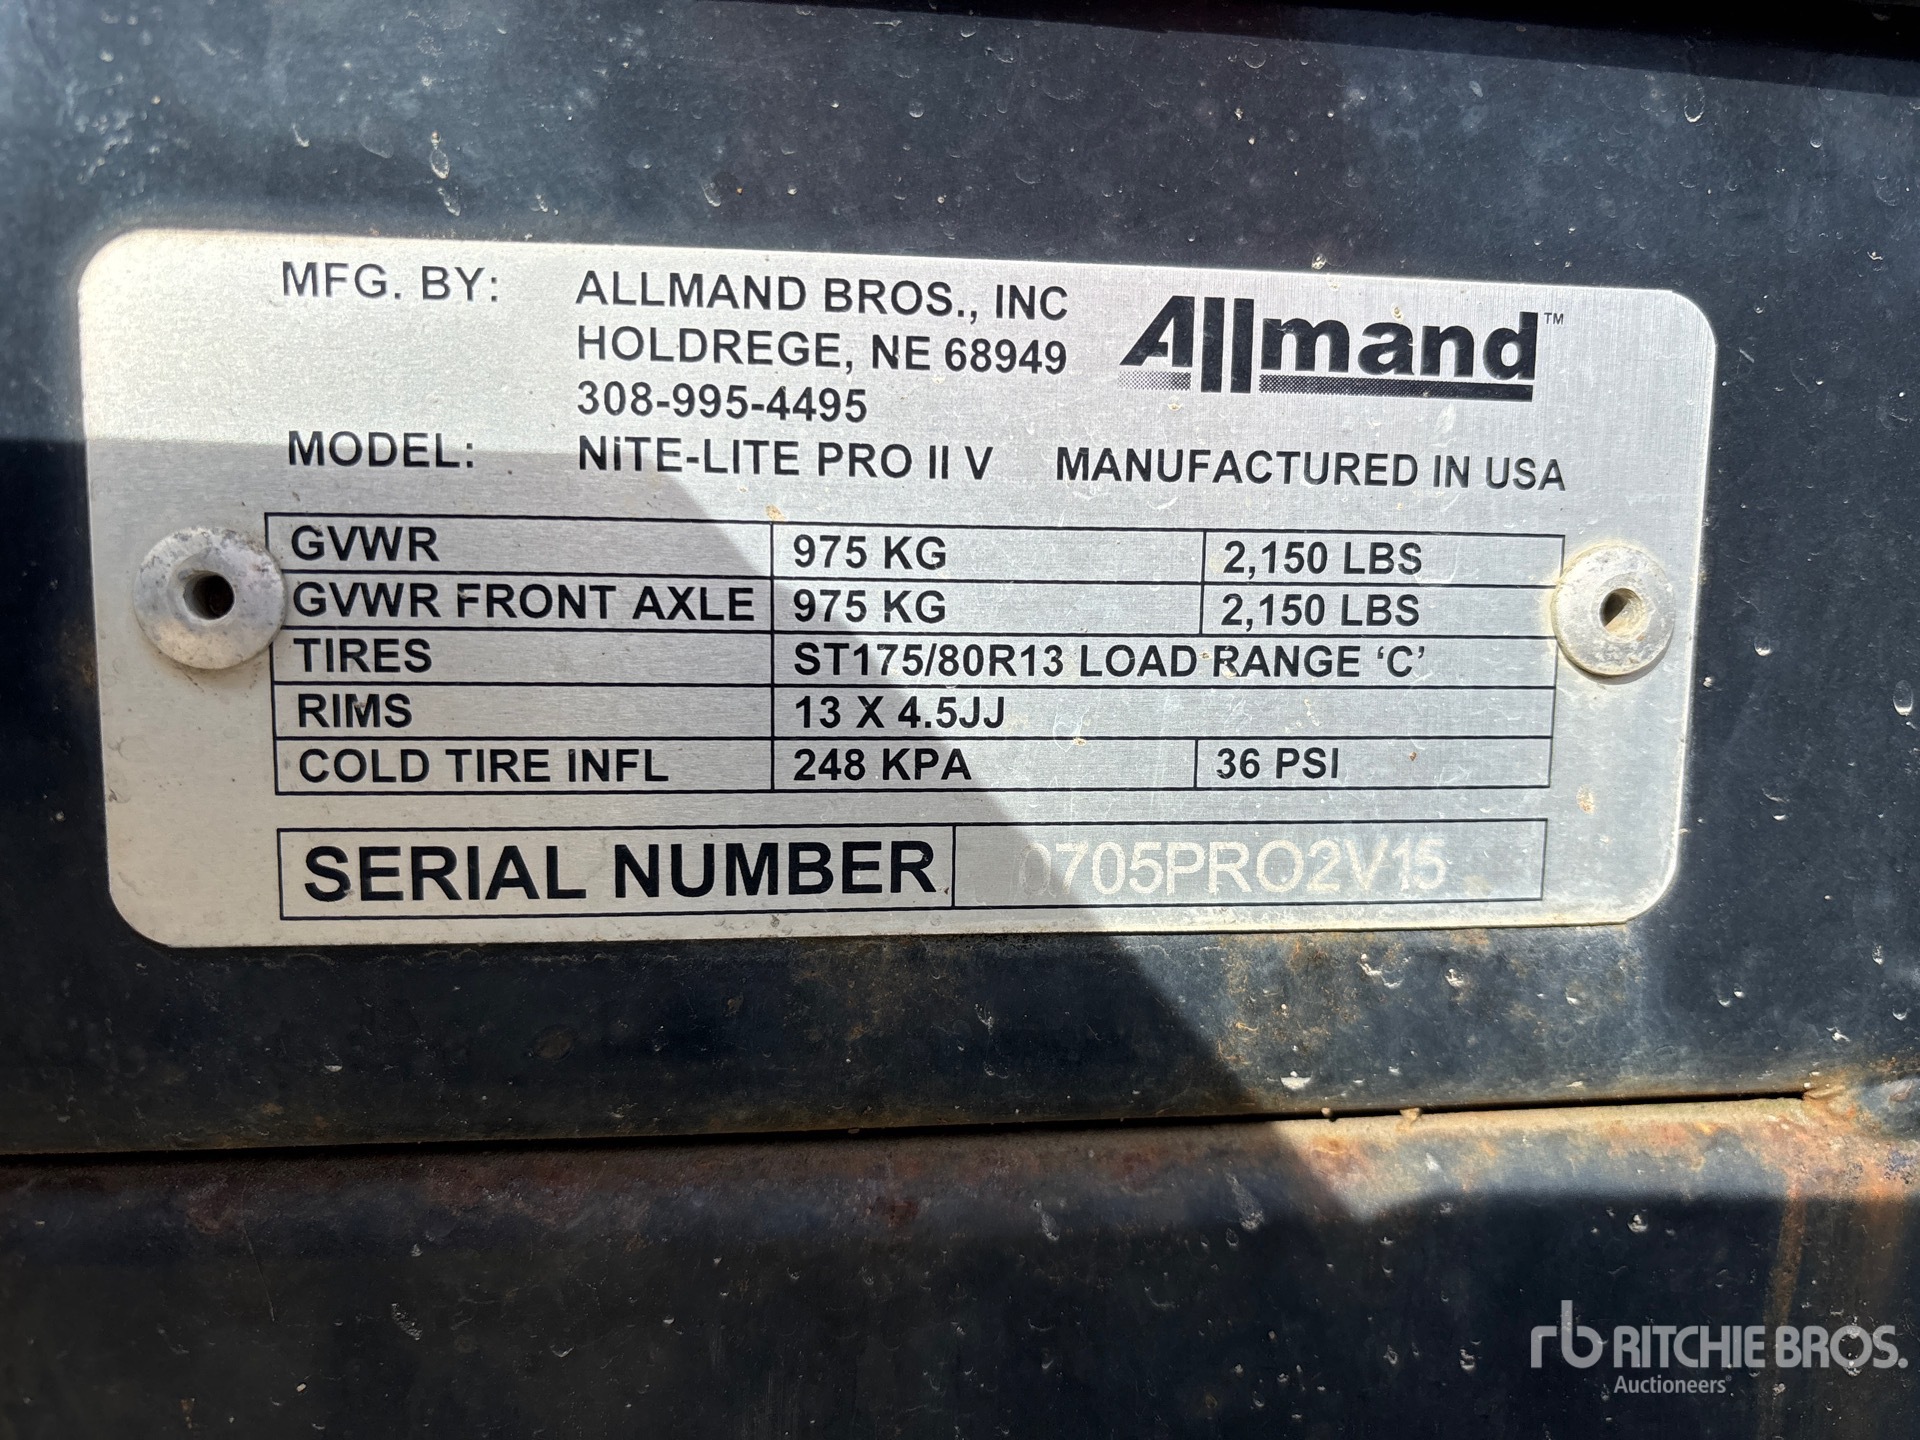 MFG. BY: ALLMAND BROS., INC
HOLDREGE, NE 68949
308-995-4495
Allmand™
MODEL: NiTE-LITE PRO II V MANUFACTURED IN USA
GVWR 975 KG 2,150 LBS
GVWR FRONT AXLE 975 KG 2,150 LBS
TIRES ST175/80R13 LOAD RANGE ‘C’
RIMS 13 X 4.5JJ
COLD TIRE INFL 248 KPA 36 PSI
SERIAL NUMBER 0705PRO2V15
rb RITCHIE BROS.
Auctioneers